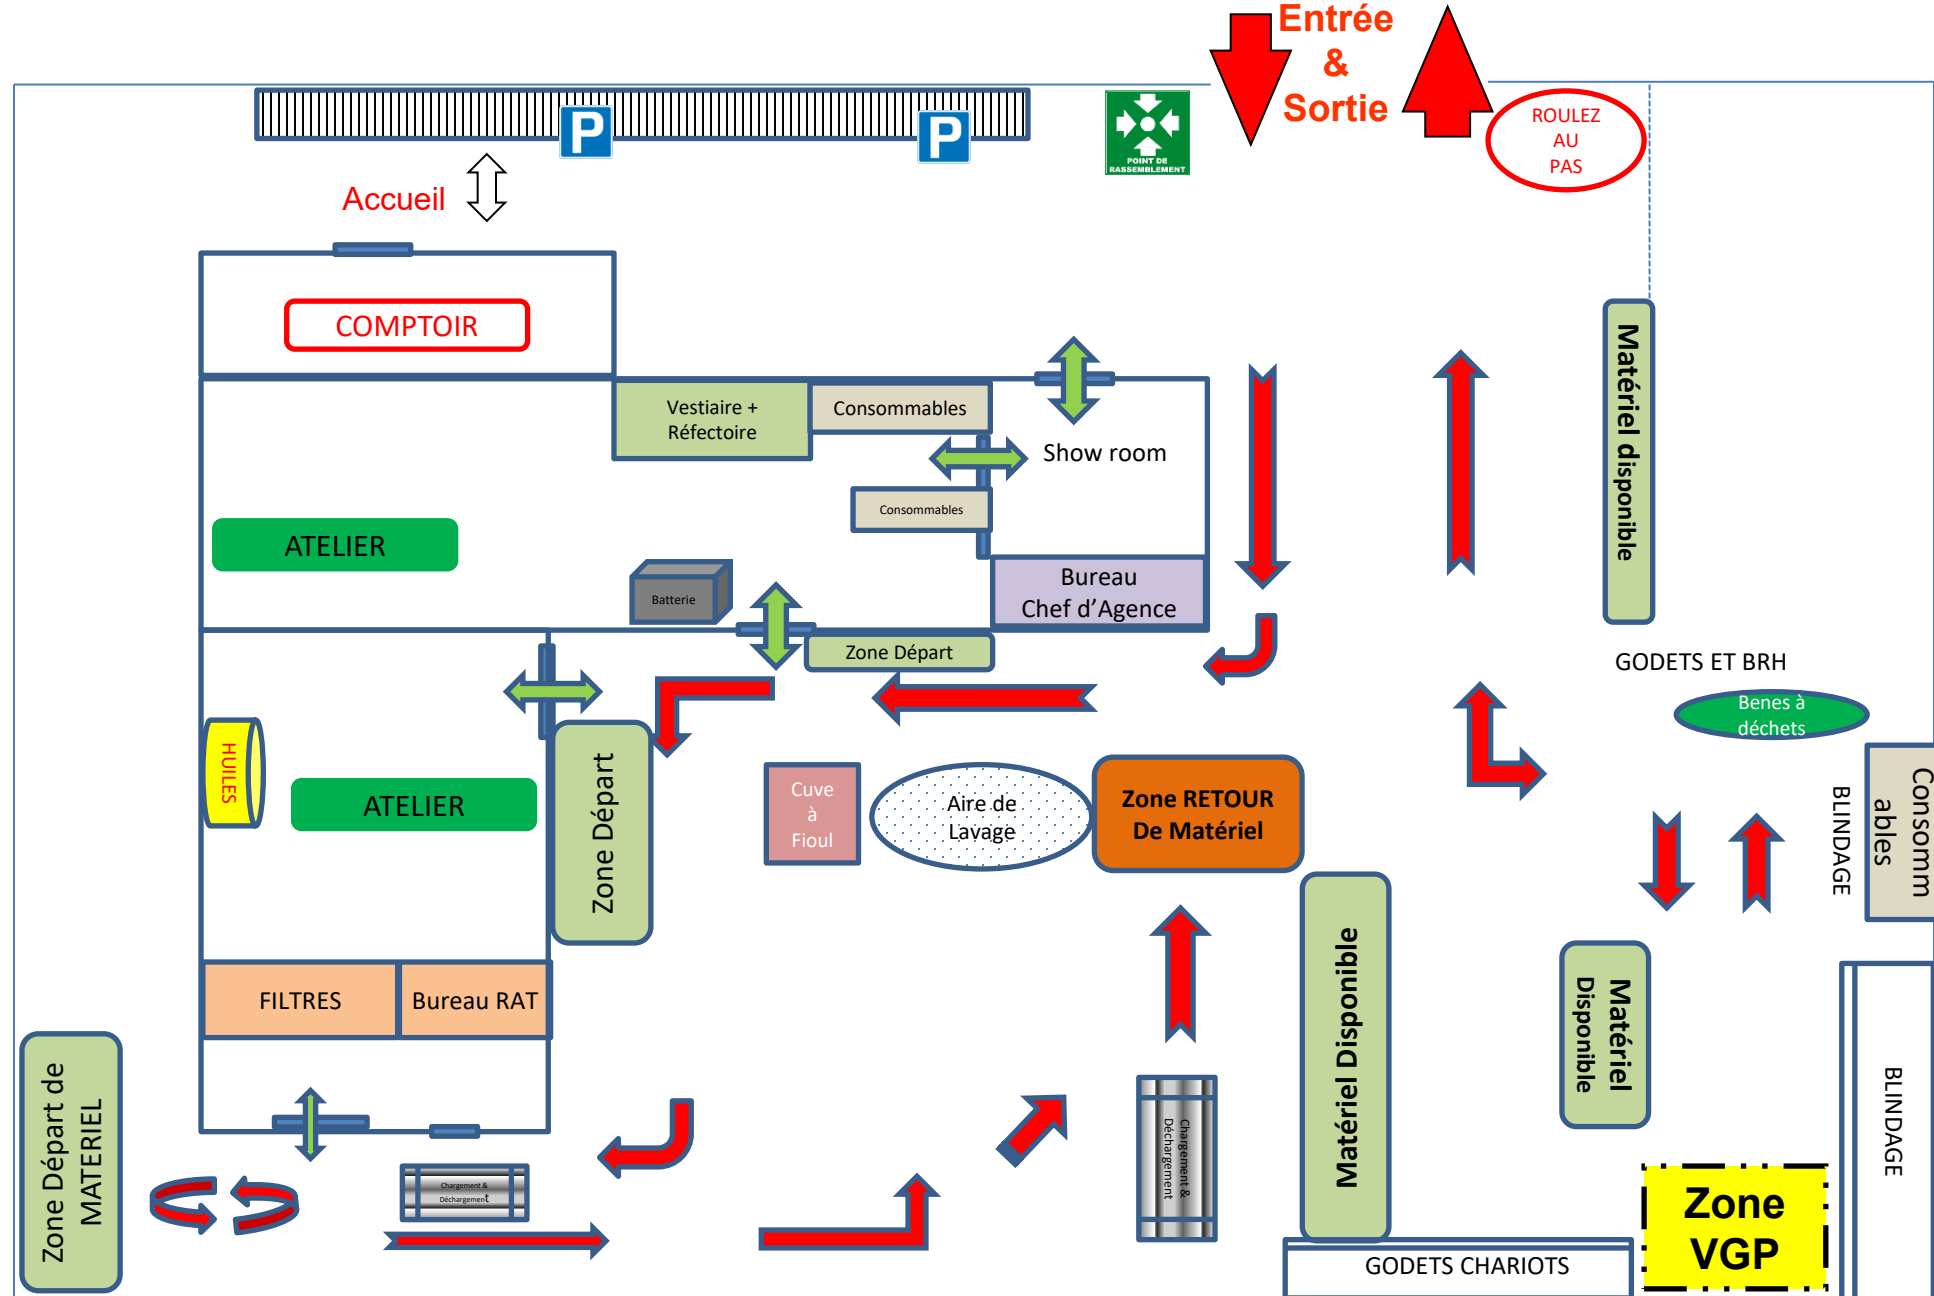 Entrée
&
Sortie
P
P
POINT DE
RASSEMBLEMENT
ROULEZ
AU
PAS
Accueil
COMPTOIR
Vestiaire +
Réfectoire
Consommables
Show room
Consommables
ATELIER
Batterie
Bureau
Chef d’Agence
Zone Départ
Matériel disponible
GODETS ET BRH
Benes à
déchets
HUILES
ATELIER
Zone Départ
Cuve
à
Fioul
Aire de
Lavage
Zone RETOUR
De Matériel
BLINDAGE
Consomm
ables
FILTRES
Bureau RAT
Matériel Disponible
Matériel
Disponible
BLINDAGE
Zone Départ de
MATERIEL
Chargement &
Déchargement
Chargement &
Déchargement
GODETS CHARIOTS
Zone
VGP